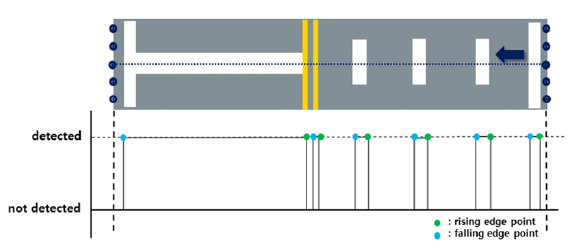 detected
not detected
: rising edge point
: falling edge point